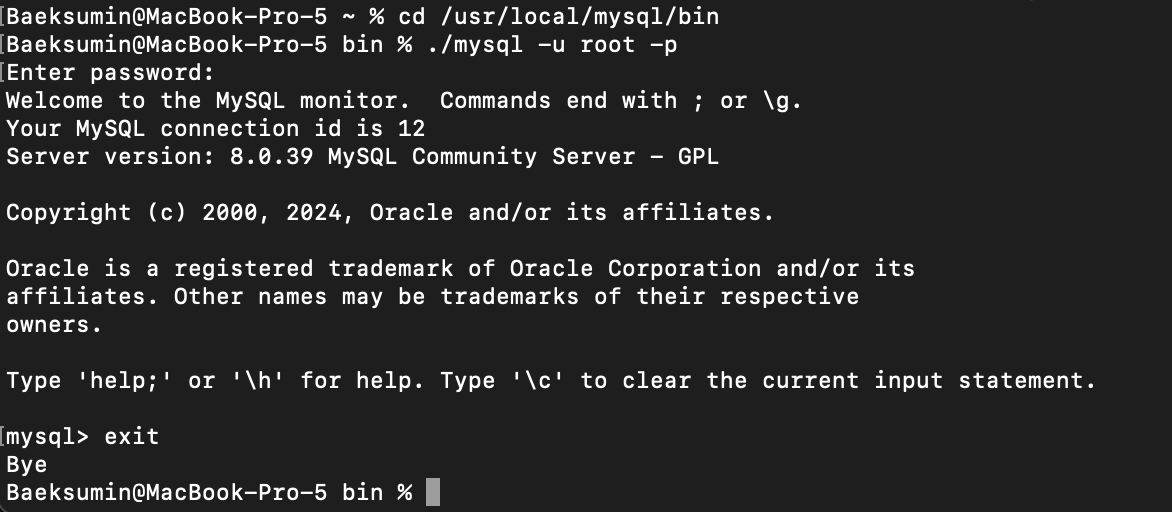 [Baeksumin@MacBook-Pro-5 ~ % cd /usr/local/mysql/bin
[Baeksumin@MacBook-Pro-5 bin % ./mysql -u root -p
[Enter password:
Welcome to the MySQL monitor.  Commands end with ; or \g.
Your MySQL connection id is 12
Server version: 8.0.39 MySQL Community Server - GPL

Copyright (c) 2000, 2024, Oracle and/or its affiliates.

Oracle is a registered trademark of Oracle Corporation and/or its
affiliates. Other names may be trademarks of their respective
owners.

Type 'help;' or '\h' for help. Type '\c' to clear the current input statement.

[mysql> exit
Bye
Baeksumin@MacBook-Pro-5 bin %